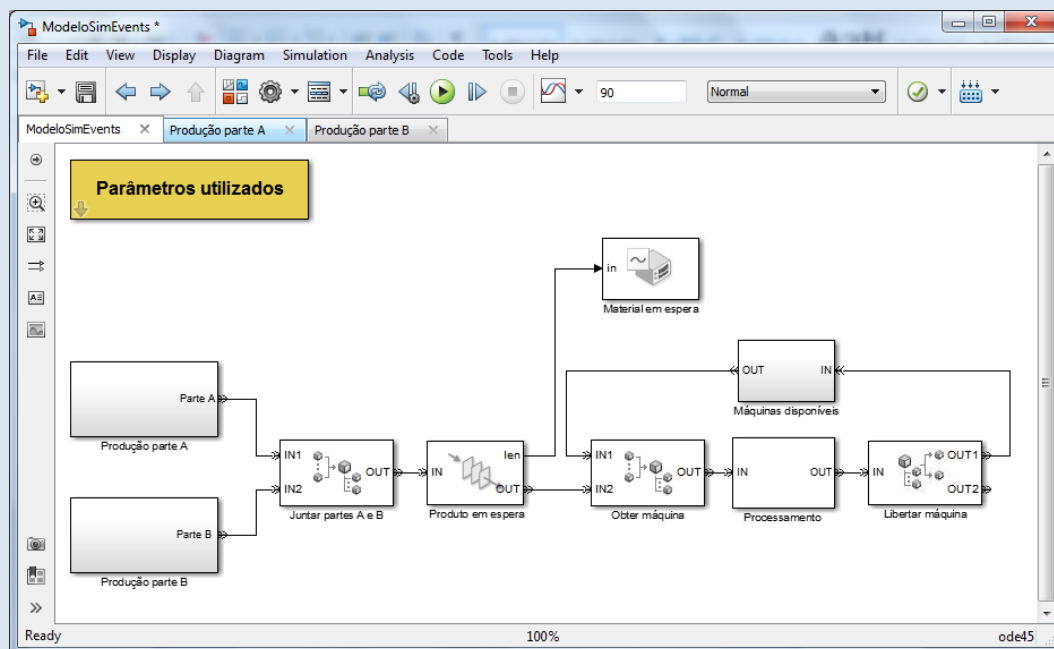 ModeloSimEvents *
File Edit View Display Diagram Simulation Analysis Code Tools Help
90 Normal
ModeloSimEvents Produção parte A Produção parte B
Parâmetros utilizados
in
Material em espera
OUT IN
Máquinas disponíveis
Parte A
Produção parte A
IN1 OUT
IN2
Juntar partes A e B
len
IN OUT
Produto em espera
IN1 OUT
IN2
Obter máquina
IN OUT
Processamento
IN OUT1
OUT2
Libertar máquina
Parte B
Produção parte B
Ready 100% ode45